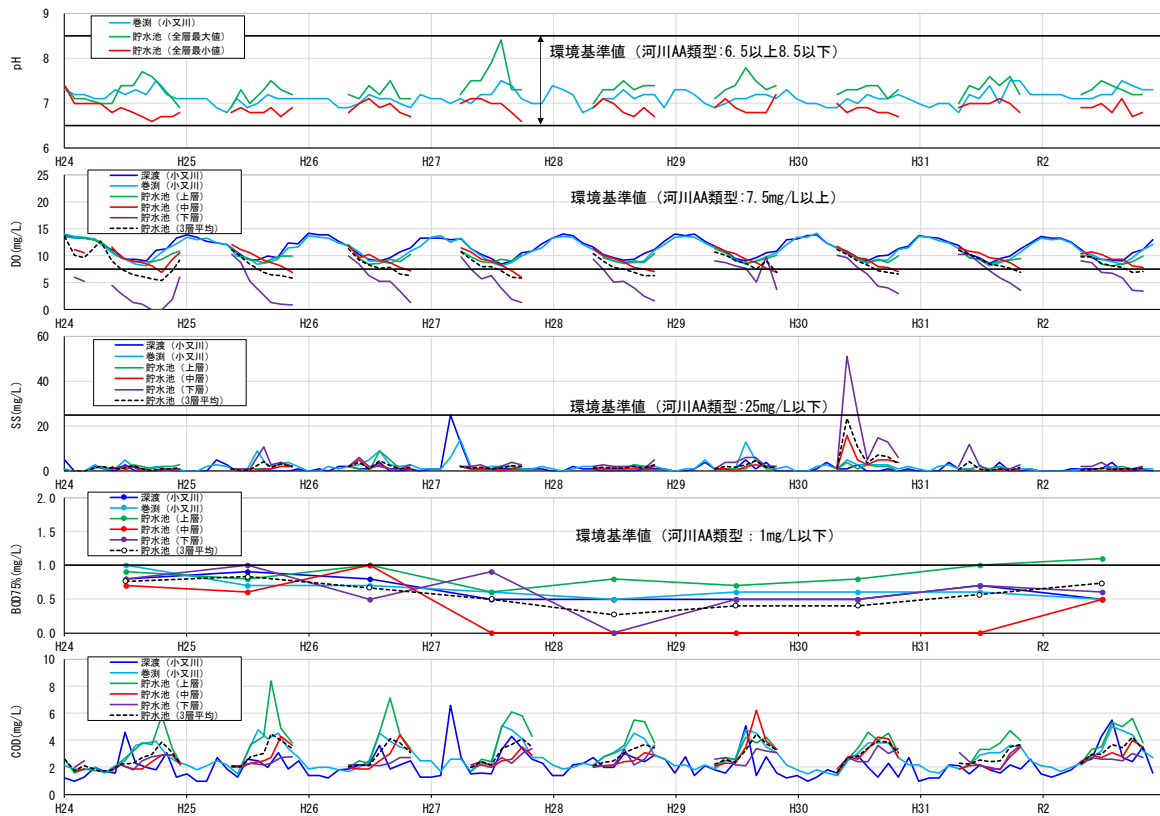 9
8
7
6
pH
巻渕（小又川）
貯水池（全層最大値）
貯水池（全層最小値）
環境基準値（河川AA類型:6.5以上8.5以下）
H24 H25 H26 H27 H28 H29 H30 H31 R2
25
20
15
10
5
0
DO(mg/L)
深渡（小又川）
巻渕（小又川）
貯水池（上層）
貯水池（中層）
貯水池（下層）
貯水池（3層平均）
環境基準値（河川AA類型:7.5mg/L以上）
H24 H25 H26 H27 H28 H29 H30 H31 R2
60
40
20
0
SS(mg/L)
深渡（小又川）
巻渕（小又川）
貯水池（上層）
貯水池（中層）
貯水池（下層）
貯水池（3層平均）
環境基準値（河川AA類型:25mg/L以下）
H24 H25 H26 H27 H28 H29 H30 H31 R2
2.0
1.5
1.0
0.5
0.0
BOD75%(mg/L)
深渡（小又川）
巻渕（小又川）
貯水池（上層）
貯水池（中層）
貯水池（下層）
貯水池（3層平均）
環境基準値（河川AA類型：1mg/L以下）
H24 H25 H26 H27 H28 H29 H30 H31 R2
10
8
6
4
2
0
COD(mg/L)
深渡（小又川）
巻渕（小又川）
貯水池（上層）
貯水池（中層）
貯水池（下層）
貯水池（3層平均）
H24 H25 H26 H27 H28 H29 H30 H31 R2